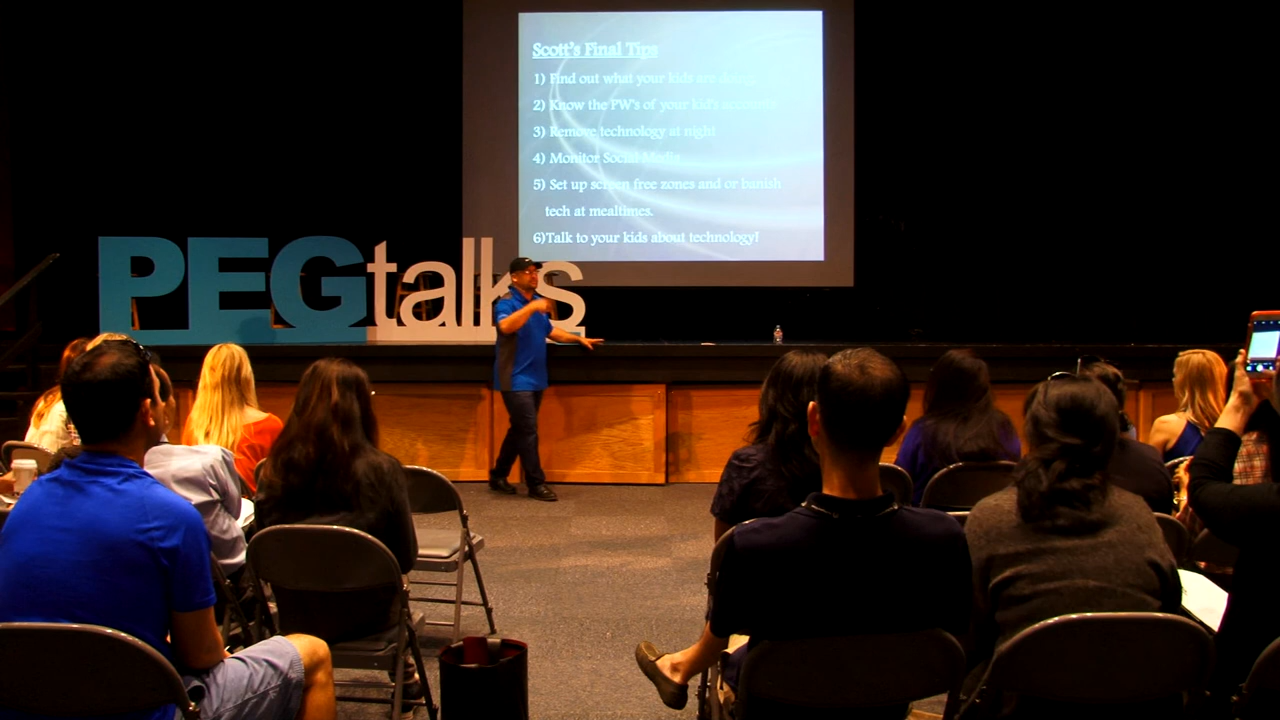 Scott's Final Tips
1) Find out what your kids are doing
2) Know the PW's of your kid's accounts
3) Remove technology at night
4) Monitor Social Media
5) Set up screen free zones and or banish
tech at mealtimes.
6)Talk to your kids about technology!
PEGtalks